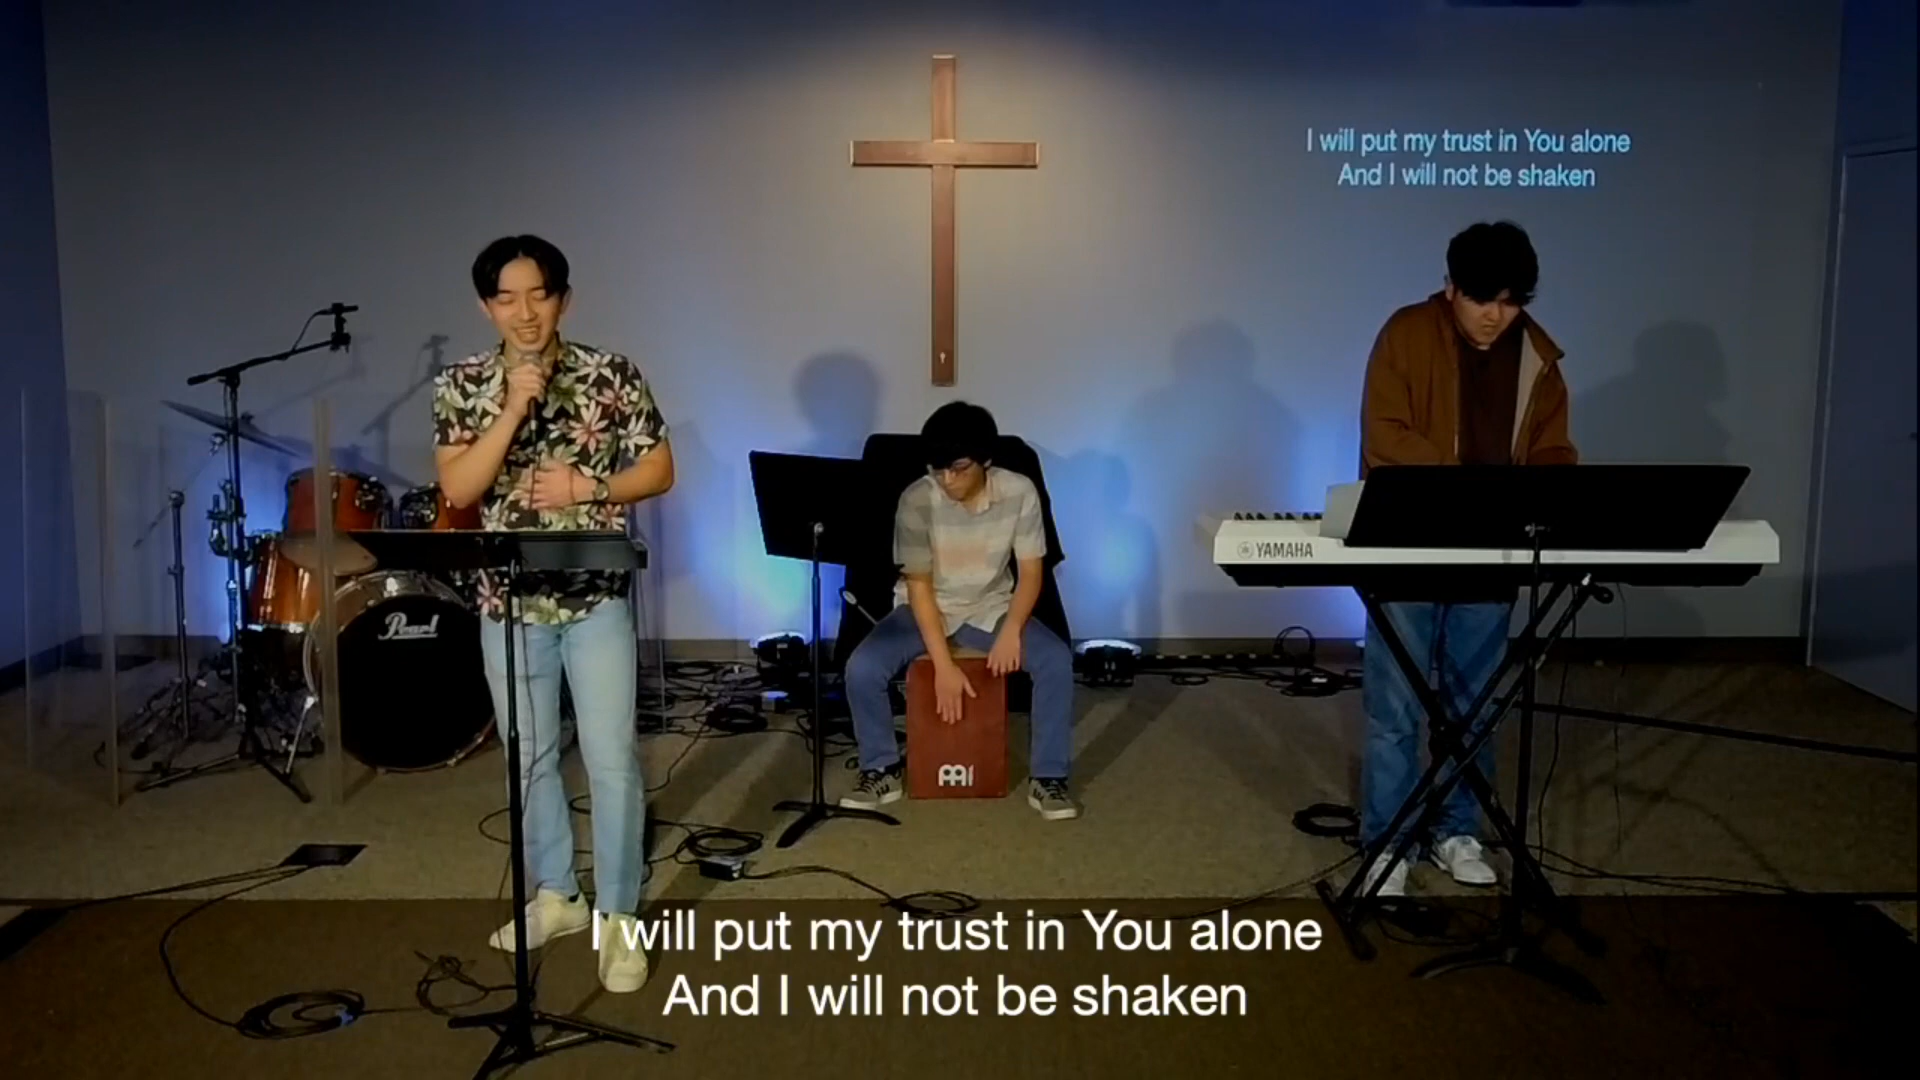 I will put my trust in You alone
And I will not be shaken
YAMAHA
Pearl
I will put my trust in You alone
And I will not be shaken